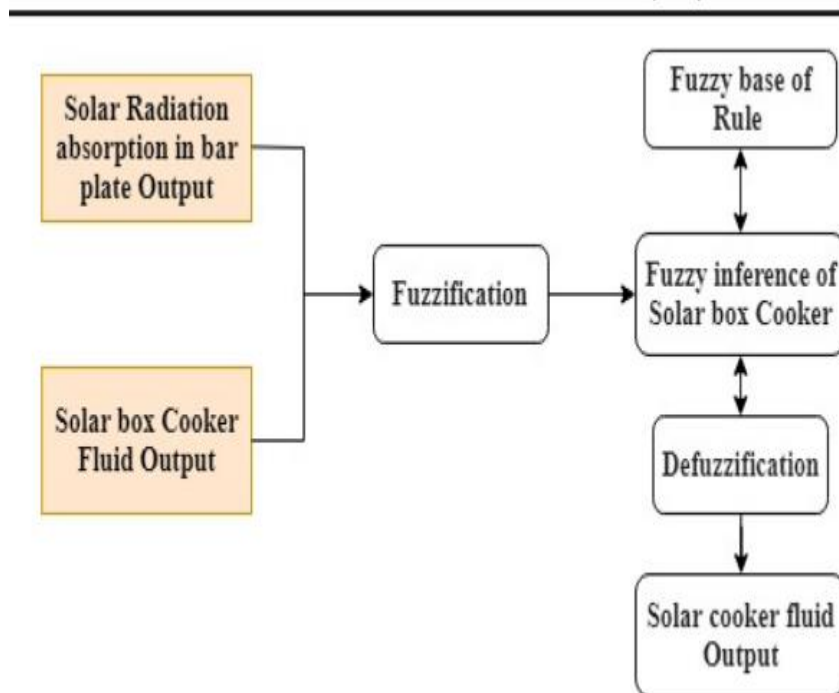 Solar Radiation
absorption in bar
plate Output
Solar box Cooker
Fluid Output
Fuzzification
Fuzzy base of
Rule
Fuzzy inference of
Solar box Cooker
Defuzzification
Solar cooker fluid
Output